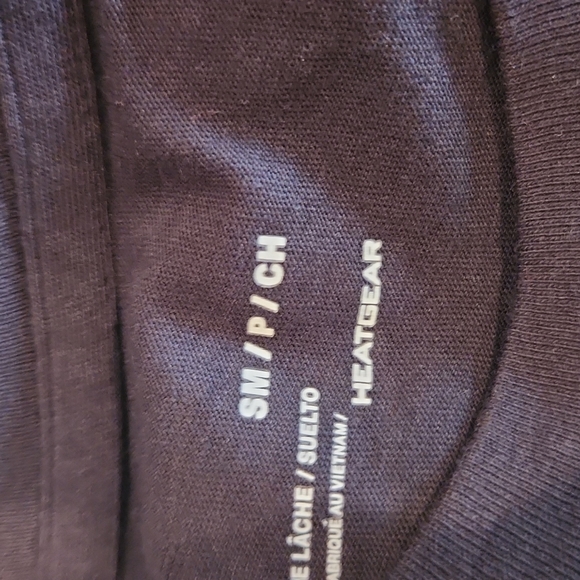 SM / P / CH
LÂCHE / SUELTO
AU VIETNAM /
HEATGEAR